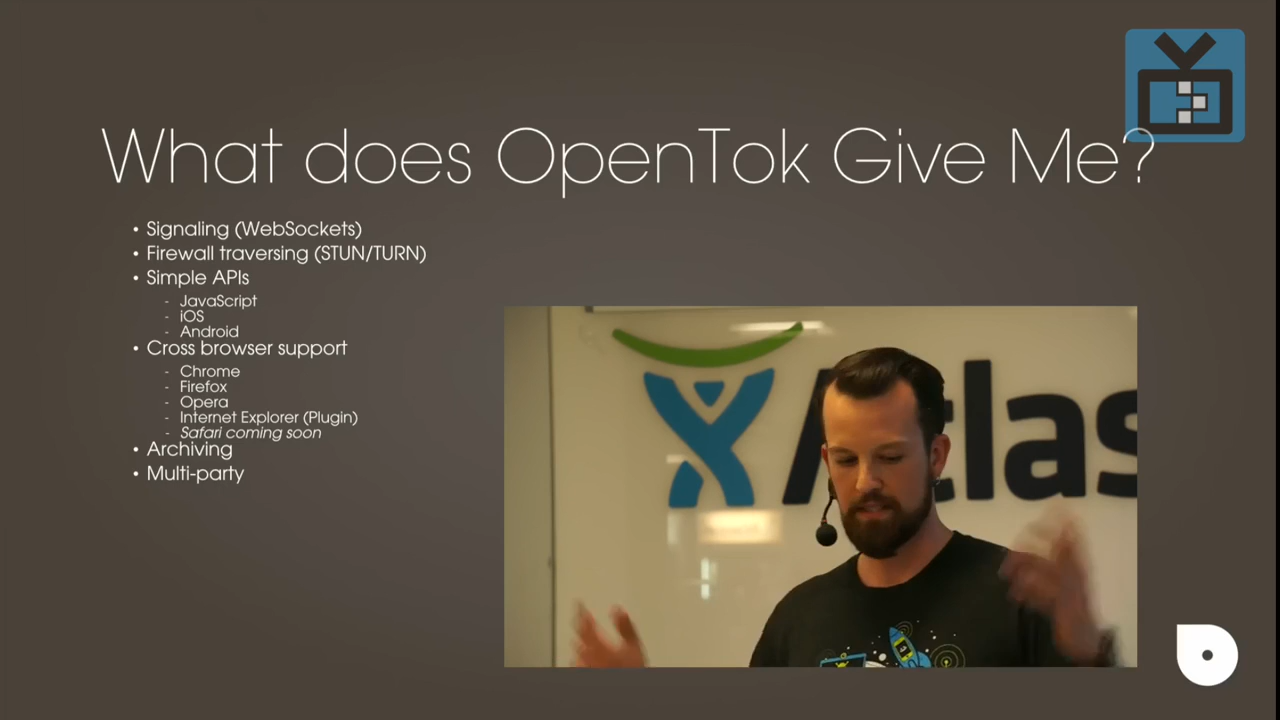 What does OpenTok Give Me?
• Signaling (WebSockets)
• Firewall traversing (STUN/TURN)
• Simple APIs
- JavaScript
- iOS
- Android
• Cross browser support
- Chrome
- Firefox
- Opera
- Internet Explorer (Plugin)
- Safari coming soon
• Archiving
• Multi-party
Atlas